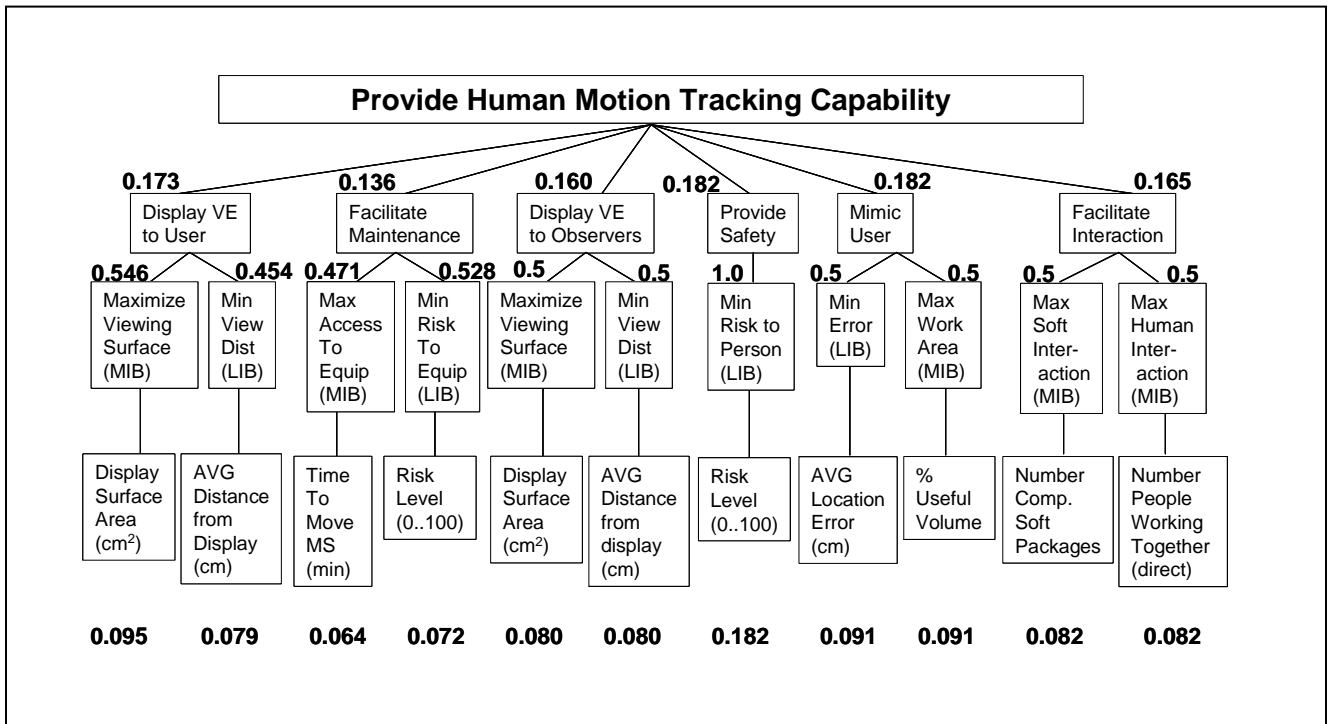 Provide Human Motion Tracking Capability
0.173
0.136
0.160
0.182
0.182
0.165
Display VE
to User
Facilitate
Maintenance
Display VE
to Observers
Provide
Safety
Mimic
User
Facilitate
Interaction
0.546
0.454
0.471
0.528
0.5
0.5
1.0
0.5
0.5
0.5
0.5
Maximize
Viewing
Surface
(MIB)
Min
View
Dist
(LIB)
Max
Access
To
Equip
(MIB)
Min
Risk
To
Equip
(LIB)
Maximize
Viewing
Surface
(MIB)
Min
View
Dist
(LIB)
Min
Risk to
Person
(LIB)
Min
Error
(LIB)
Max
Work
Area
(MIB)
Max
Soft
Inter-
action
(MIB)
Max
Human
Inter-
action
(MIB)
Display
Surface
Area
(cm²)
AVG
Distance
from
Display
(cm)
Time
To
Move
MS
(min)
Risk
Level
(0..100)
Display
Surface
Area
(cm²)
AVG
Distance
from
display
(cm)
Risk
Level
(0..100)
AVG
Location
Error
(cm)
%
Useful
Volume
Number
Comp.
Soft
Packages
Number
People
Working
Together
(direct)
0.095
0.079
0.064
0.072
0.080
0.080
0.182
0.091
0.091
0.082
0.082